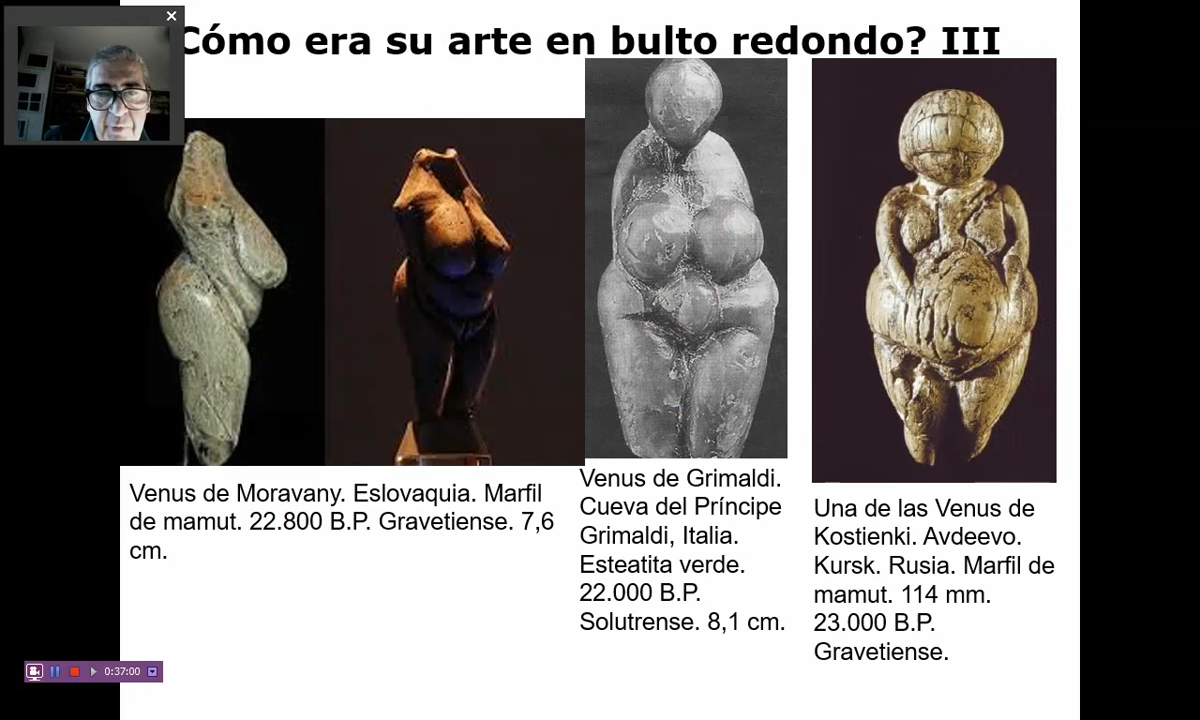 Cómo era su arte en bulto redondo? III
Venus de Moravany. Eslovaquia. Marfil
de mamut. 22.800 B.P. Gravetiense. 7,6
cm.
Venus de Grimaldi.
Cueva del Príncipe
Grimaldi, Italia.
Esteatita verde.
22.000 B.P.
Solutrense. 8,1 cm.
Una de las Venus de
Kostienki. Avdeevo.
Kursk. Rusia. Marfil de
mamut. 114 mm.
23.000 B.P.
Gravetiense.
0:37:00